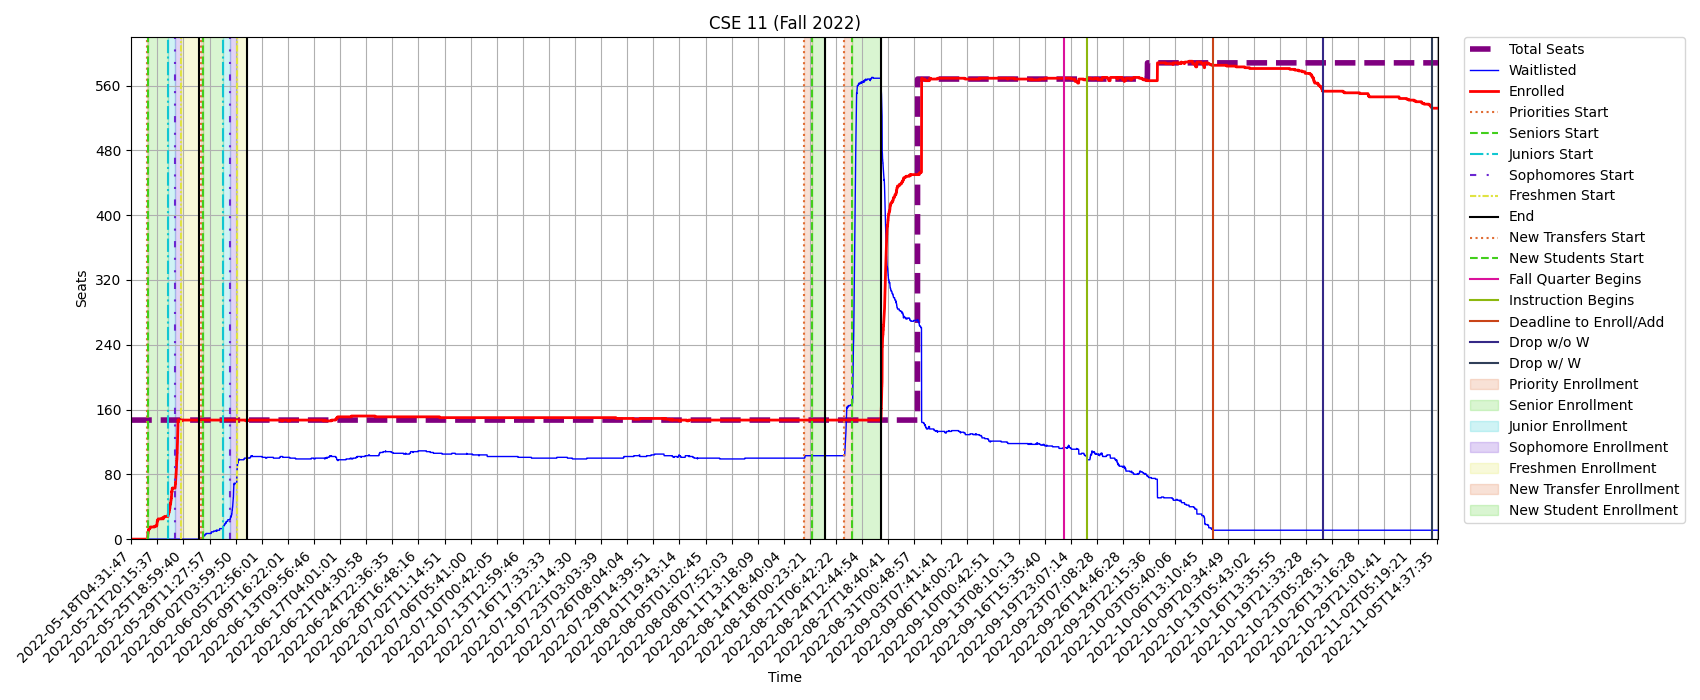 CSE 11 (Fall 2022)
Seats
560
480
400
320
240
160
80
0
2022-05-18T04:31:47
2022-05-21T20:15:37
2022-05-25T18:59:40
2022-05-29T11:27:57
2022-06-02T03:59:50
2022-06-05T22:56:01
2022-06-09T16:22:01
2022-06-13T09:56:46
2022-06-17T04:01:01
2022-06-21T04:30:58
2022-06-24T22:36:35
2022-06-28T16:48:16
2022-07-02T11:14:51
2022-07-06T05:41:00
2022-07-10T00:42:05
2022-07-13T12:59:46
2022-07-16T17:33:33
2022-07-19T22:14:30
2022-07-23T03:03:39
2022-07-26T08:04:04
2022-07-29T14:39:51
2022-08-01T19:43:14
2022-08-05T01:02:45
2022-08-08T07:52:03
2022-08-11T13:18:09
2022-08-14T18:40:04
2022-08-18T00:23:21
2022-08-21T06:42:22
2022-08-24T12:44:54
2022-08-27T18:40:41
2022-08-31T00:48:57
2022-09-03T07:41:41
2022-09-06T14:00:22
2022-09-10T00:42:51
2022-09-13T08:10:13
2022-09-16T15:35:40
2022-09-19T23:07:14
2022-09-23T07:08:28
2022-09-26T14:46:28
2022-09-29T22:15:36
2022-10-03T05:40:06
2022-10-06T13:10:45
2022-10-09T20:34:49
2022-10-13T05:43:02
2022-10-16T13:35:55
2022-10-19T21:33:28
2022-10-23T05:28:51
2022-10-26T13:16:28
2022-10-29T21:01:41
2022-11-02T05:19:21
2022-11-05T14:37:35
Time
Total Seats
Waitlisted
Enrolled
Priorities Start
Seniors Start
Juniors Start
Sophomores Start
Freshmen Start
End
New Transfers Start
New Students Start
Fall Quarter Begins
Instruction Begins
Deadline to Enroll/Add
Drop w/o W
Drop w/ W
Priority Enrollment
Senior Enrollment
Junior Enrollment
Sophomore Enrollment
Freshmen Enrollment
New Transfer Enrollment
New Student Enrollment